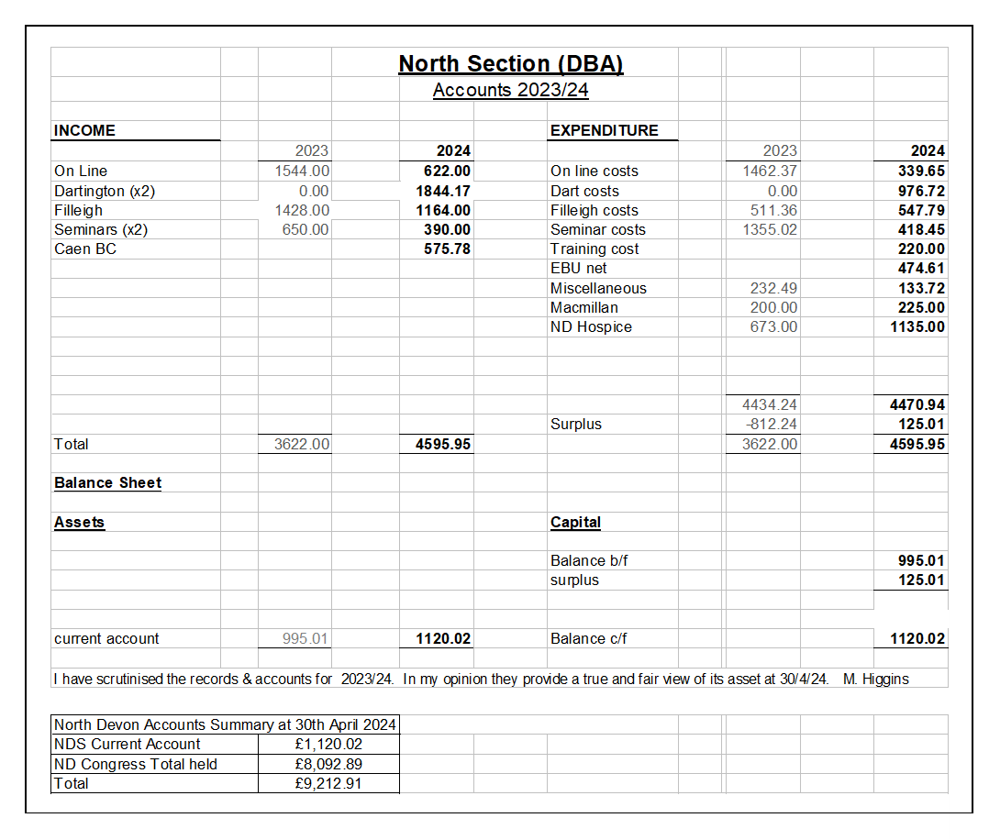 North Section (DBA)
Accounts 2023/24
INCOME EXPENDITURE
2023 2024 2023 2024
On Line 1544.00 622.00 On line costs 1462.37 339.65
Dartington (x2) 0.00 1844.17 Dart costs 0.00 976.72
Filleigh 1428.00 1164.00 Filleigh costs 511.36 547.79
Seminars (x2) 650.00 390.00 Seminar costs 1355.02 418.45
Caen BC 575.78 Training cost 220.00
EBU net 474.61
Miscellaneous 232.49 133.72
Macmillan 200.00 225.00
ND Hospice 673.00 1135.00
4434.24 4470.94
Surplus -812.24 125.01
Total 3622.00 4595.95 3622.00 4595.95
Balance Sheet
Assets Capital
Balance b/f 995.01
surplus 125.01
current account 995.01 1120.02 Balance c/f 1120.02
I have scrutinised the records & accounts for 2023/24. In my opinion they provide a true and fair view of its asset at 30/4/24. M. Higgins
North Devon Accounts Summary at 30th April 2024
NDS Current Account £1,120.02
ND Congress Total held £8,092.89
Total £9,212.91